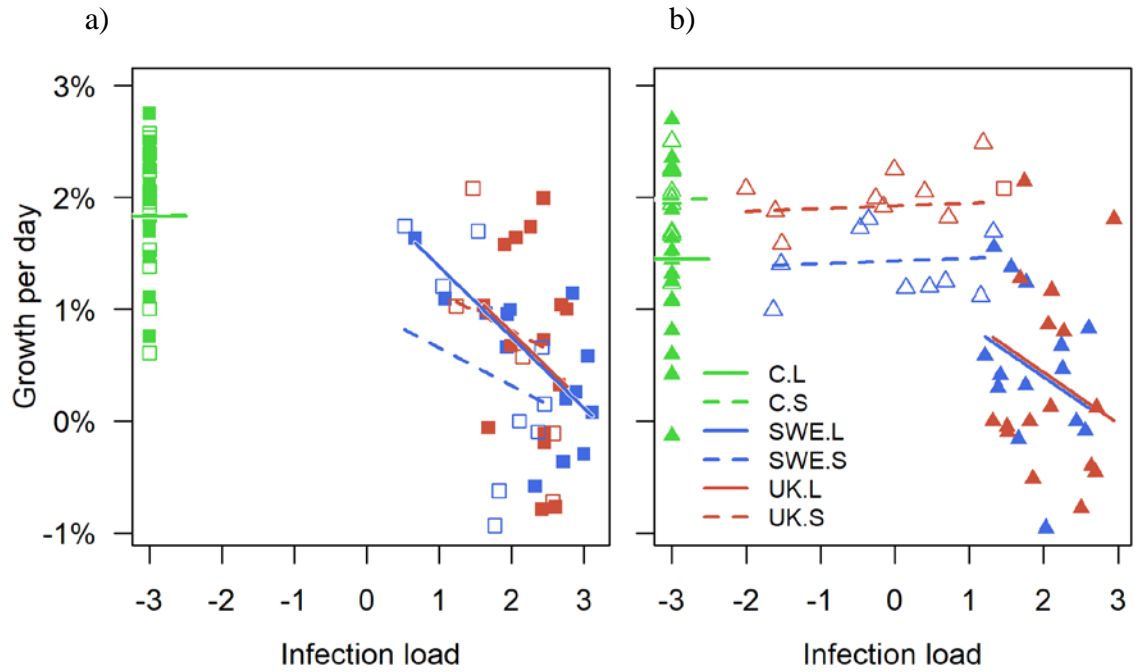 a)
b)
Growth per day
3%
2%
1%
0%
-1%
-3 -2 -1 0 1 2 3
Infection load
C.L
C.S
SWE.L
SWE.S
UK.L
UK.S
-3 -2 -1 0 1 2 3
Infection load